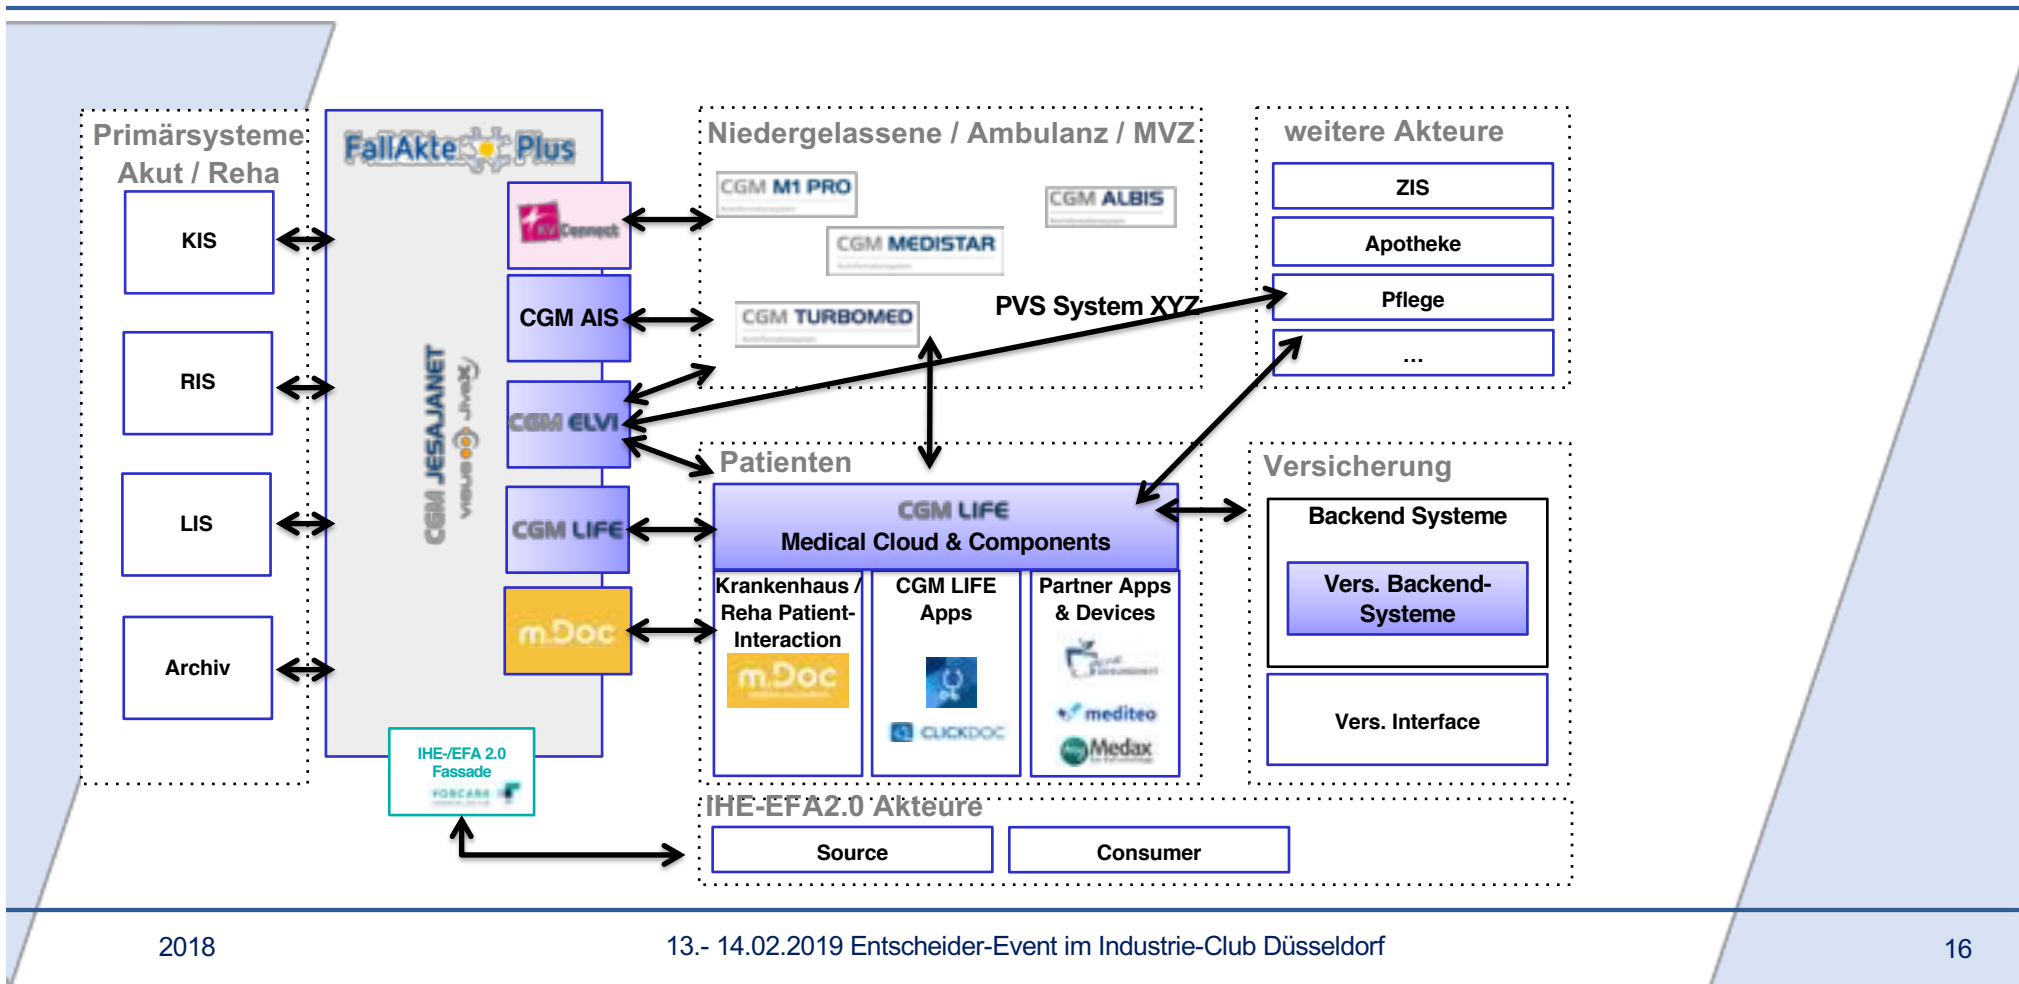 Primärsysteme
Akut / Reha
KIS
RIS
LIS
Archiv
FallAkte Plus
CGM JESAJANET
VISUS JiveX
KV Connect
CGM AIS
CGM ELVI
CGM LIFE
m.Doc
IHE-/EFA 2.0
Fassade
Niedergelassene / Ambulanz / MVZ
CGM M1 PRO
CGM ALBIS
CGM MEDISTAR
CGM TURBOMED
PVS System XYZ
weitere Akteure
ZIS
Apotheke
Pflege
...
Patienten
CGM LIFE
Medical Cloud & Components
Krankenhaus /
Reha Patient-
Interaction
m.Doc
CGM LIFE
Apps
CLICKDOC
Partner Apps
& Devices
mediteo
Medax
Versicherung
Backend Systeme
Vers. Backend-
Systeme
Vers. Interface
IHE-EFA2.0 Akteure
Source
Consumer
2018
13.- 14.02.2019 Entscheider-Event im Industrie-Club Düsseldorf
16